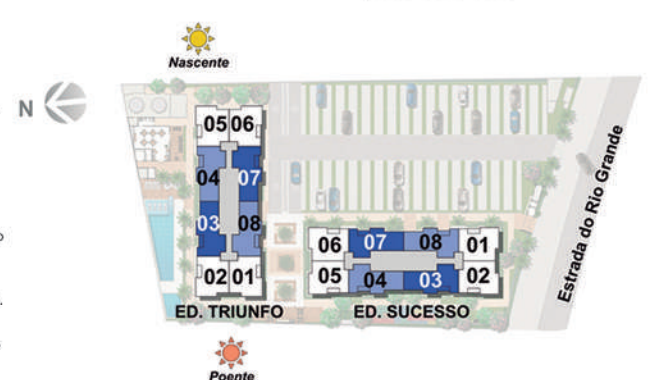 Nascente
N
05 06
04 07
03 08
02 01
06 07 08 01
05 04 03 02
ED. TRIUNFO
ED. SUCESSO
Estrada do Rio Grande
Poente